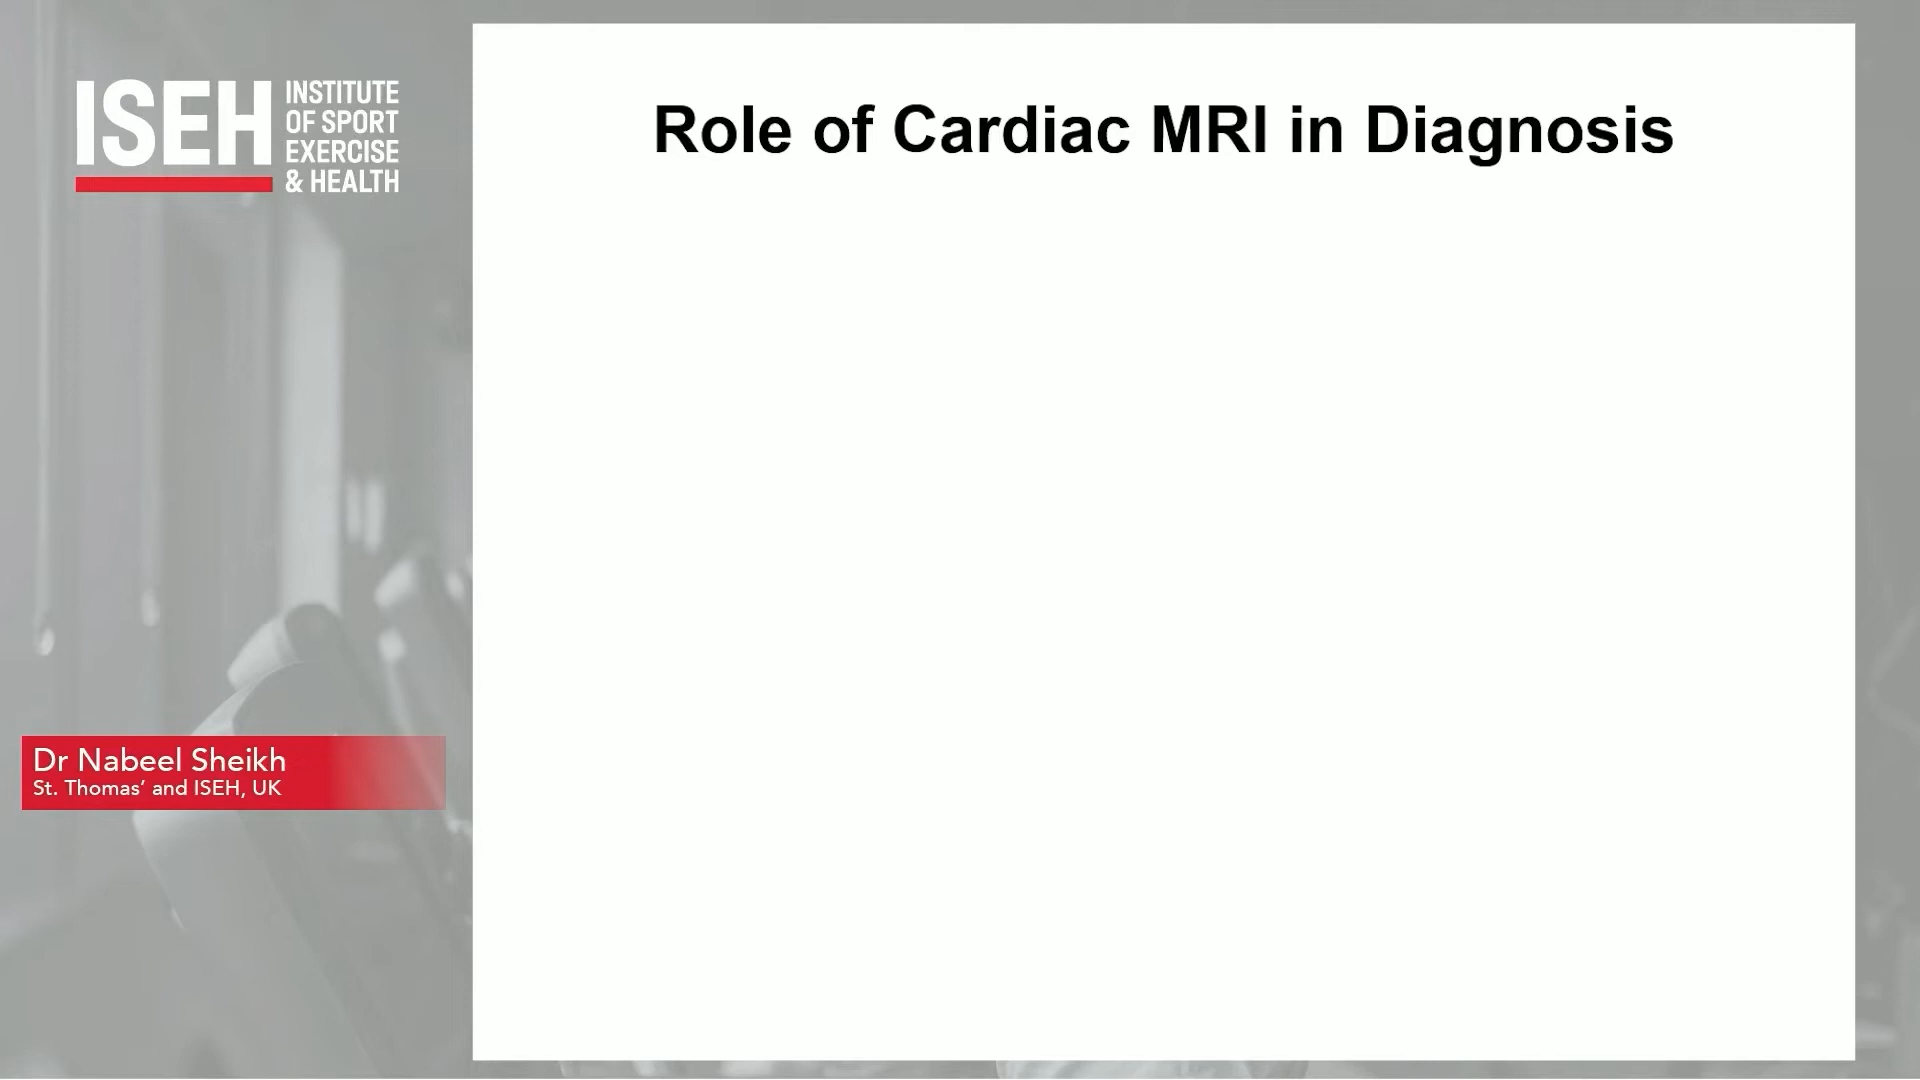 ISEH
INSTITUTE
OF SPORT
EXERCISE
& HEALTH
Role of Cardiac MRI in Diagnosis
Dr Nabeel Sheikh
St. Thomas’ and ISEH, UK